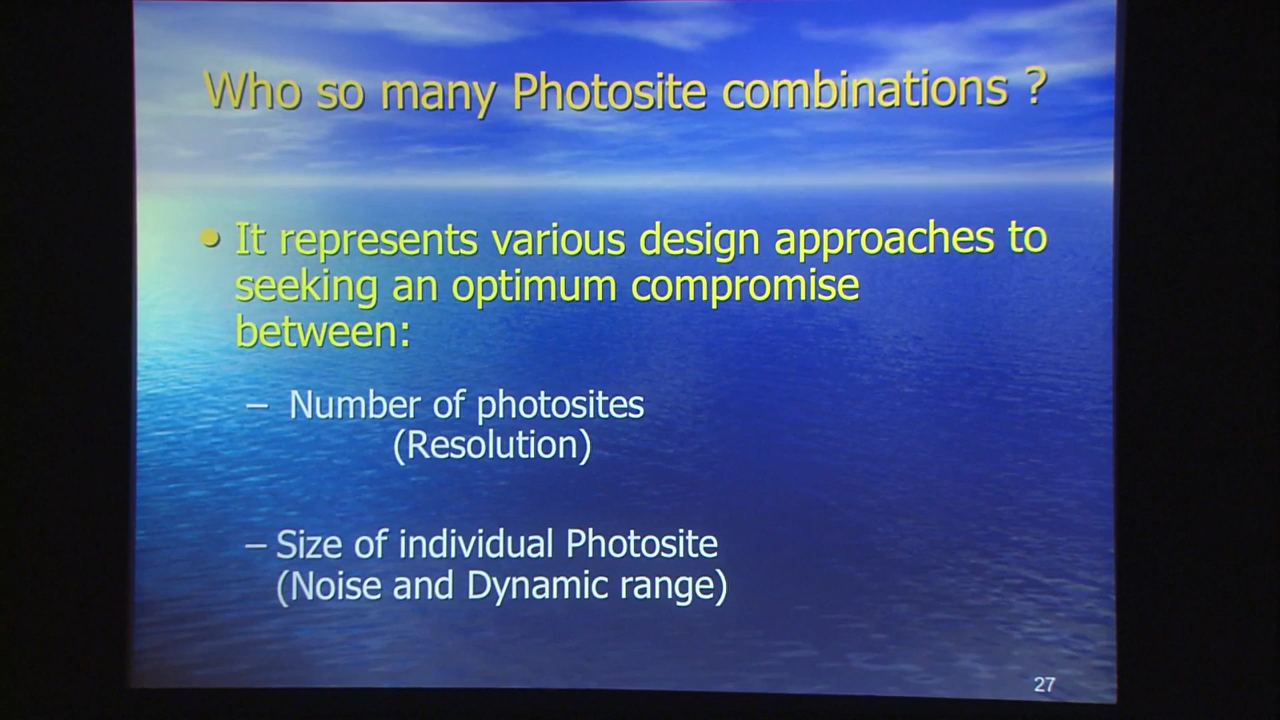 Who so many Photosite combinations ?
• It represents various design approaches to
seeking an optimum compromise
between:
– Number of photosites
(Resolution)
– Size of individual Photosite
(Noise and Dynamic range)
27